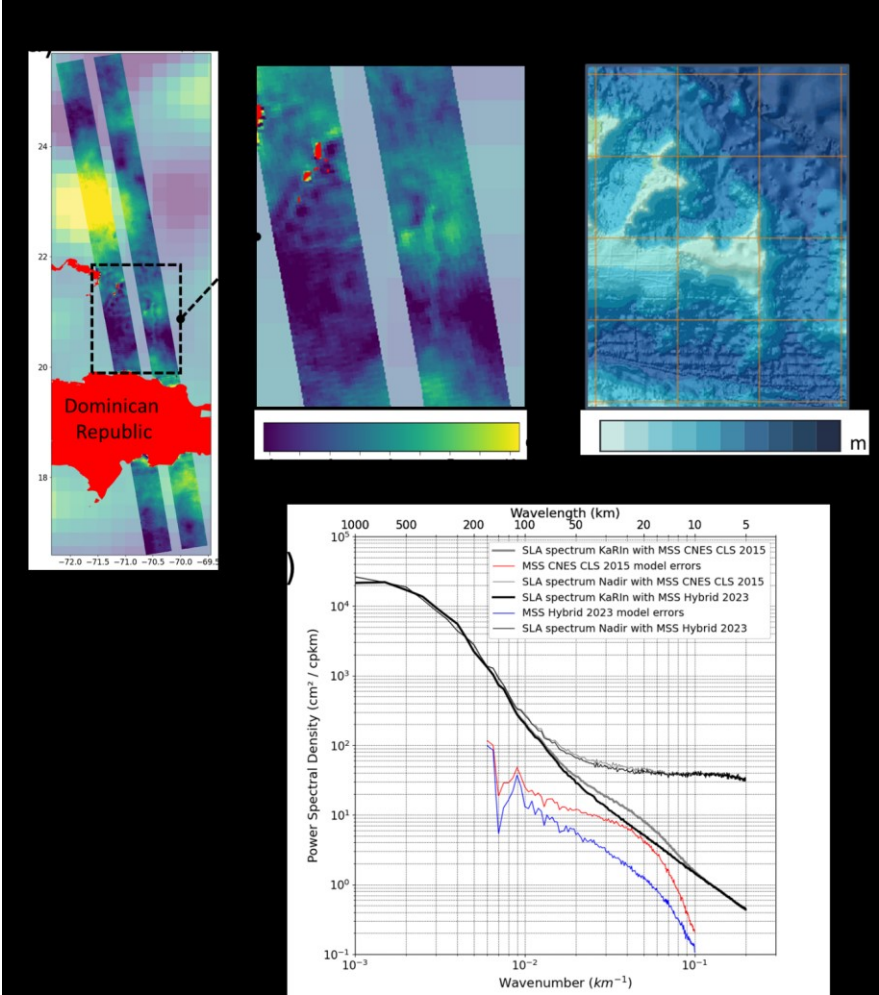 24
22
20
18
Dominican
Republic
−72.0 −71.5 −71.0 −70.5 −70.0 −69.5
m
)
Wavelength (km)
1000 500 200 100 50 20 10 5
SLA spectrum KaRIn with MSS CNES CLS 2015
MSS CNES CLS 2015 model errors
SLA spectrum Nadir with MSS CNES CLS 2015
SLA spectrum KaRIn with MSS Hybrid 2023
MSS Hybrid 2023 model errors
SLA spectrum Nadir with MSS Hybrid 2023
Power Spectral Density (cm² / cpkm)
10⁵
10⁴
10³
10²
10¹
10⁰
10⁻¹
10⁻³ 10⁻² 10⁻¹
Wavenumber (km⁻¹)